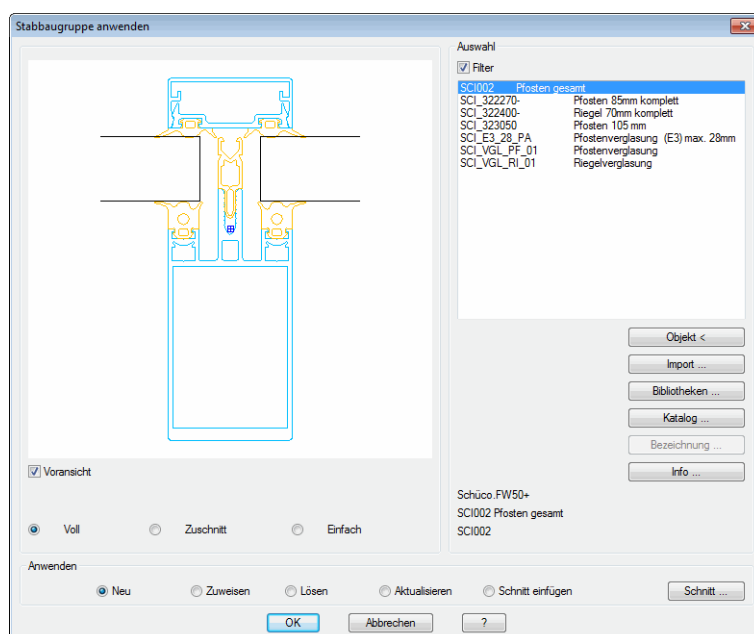 Stabbaugruppe anwenden
Auswahl
Filter
SCI002 Pfosten gesamt
SCI_322270- Pfosten 85mm komplett
SCI_322400- Riegel 70mm komplett
SCI_323050 Pfosten 105 mm
SCI_E3_28_PA Pfostenverglasung (E3) max. 28mm
SCI_VGL_PF_01 Pfostenverglasung
SCI_VGL_RI_01 Riegelverglasung
Objekt <
Import ...
Bibliotheken ...
Katalog ...
Bezeichnung ...
Info ...
Voransicht
Schüco.FW50+
SCI002 Pfosten gesamt
SCI002
Voll Zuschnitt Einfach
Anwenden
Neu Zuweisen Lösen Aktualisieren Schnitt einfügen Schnitt ...
OK Abbrechen ?